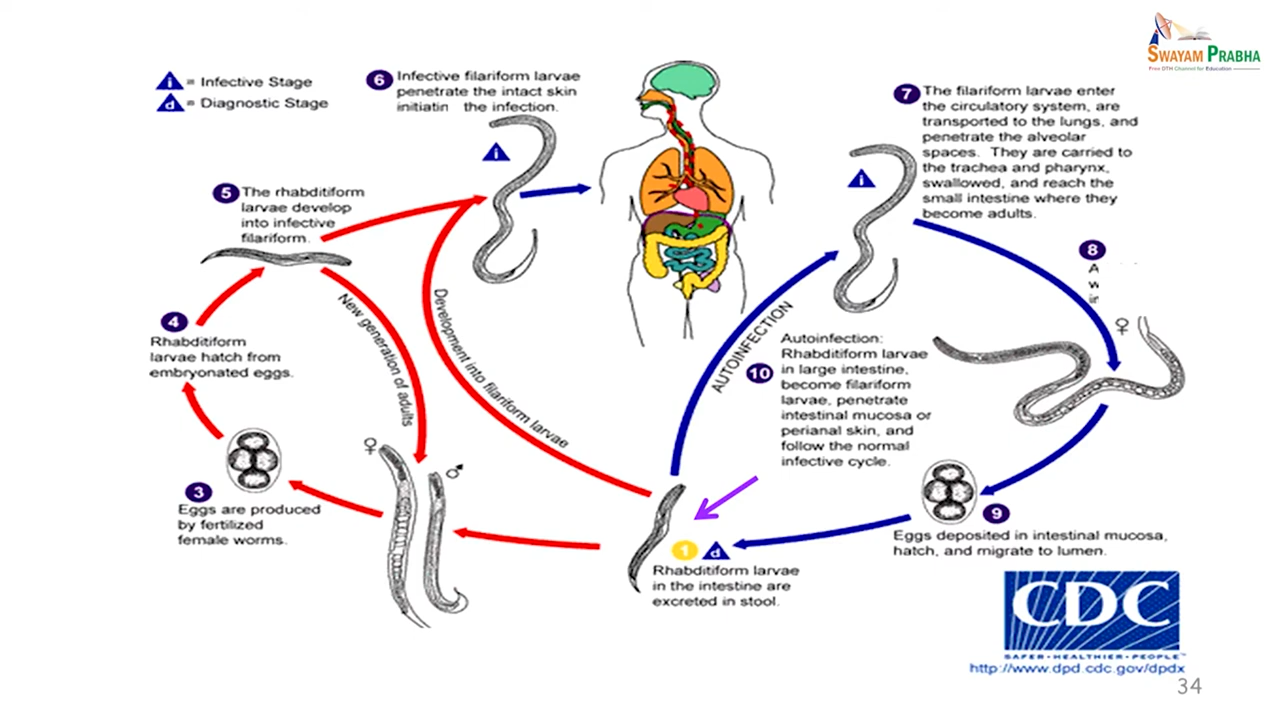 SWAYAM PRABHA
Free DTH Channel for Education
i = Infective Stage
d = Diagnostic Stage
6 Infective filariform larvae
penetrate the intact skin
initiatin the infection.
i
7 The filariform larvae enter
the circulatory system, are
transported to the lungs, and
penetrate the alveolar
spaces. They are carried to
the trachea and pharynx,
swallowed, and reach the
small intestine where they
become adults.
i
5 The rhabditiform
larvae develop
into infective
filariform.
8
A
w
♀
4
Rhabditiform
larvae hatch from
embryonated eggs.
New generation of adults
Development into filariform larvae
AUTOINFECTION
10 Autoinfection:
Rhabditiform larvae
in large intestine,
become filariform
larvae, penetrate
intestinal mucosa or
perianal skin, and
follow the normal
infective cycle.
♀ ♂
3
Eggs are produced
by fertilized
female worms.
9
Eggs deposited in intestinal mucosa,
hatch, and migrate to lumen.
1 d
Rhabditiform larvae
in the intestine are
excreted in stool.
CDC
SAFER·HEALTHIER·PEOPLE™
http://www.dpd.cdc.gov/dpdx
34